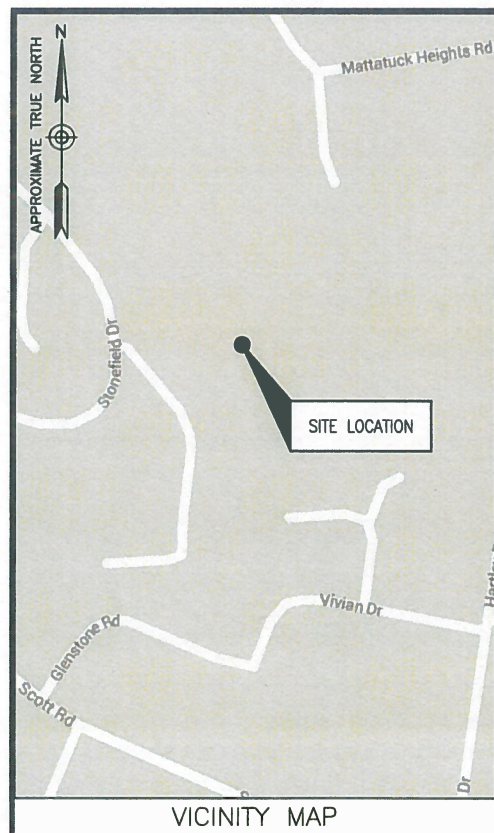 N
APPROXIMATE TRUE NORTH
Mattatuck Heights Rd
Stonefield Dr
SITE LOCATION
Vivian Dr
Glenstone Rd
Scott Rd
Dr
VICINITY MAP